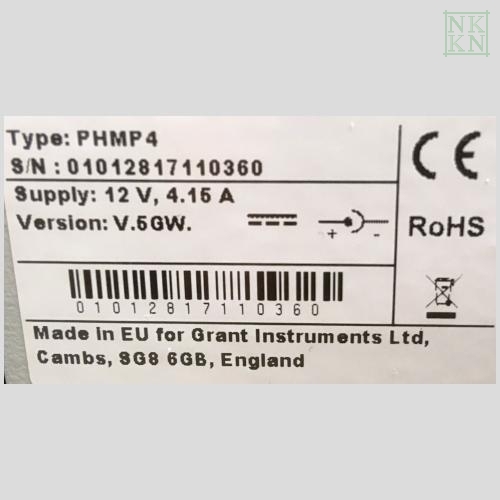 NK
KN
Type: PHMP4
S/N : 01012817110360
Supply: 12 V, 4.15 A
Version: V.5GW.
+ -
CE
RoHS
01012817110360
Made in EU for Grant Instruments Ltd,
Cambs, SG8 6GB, England